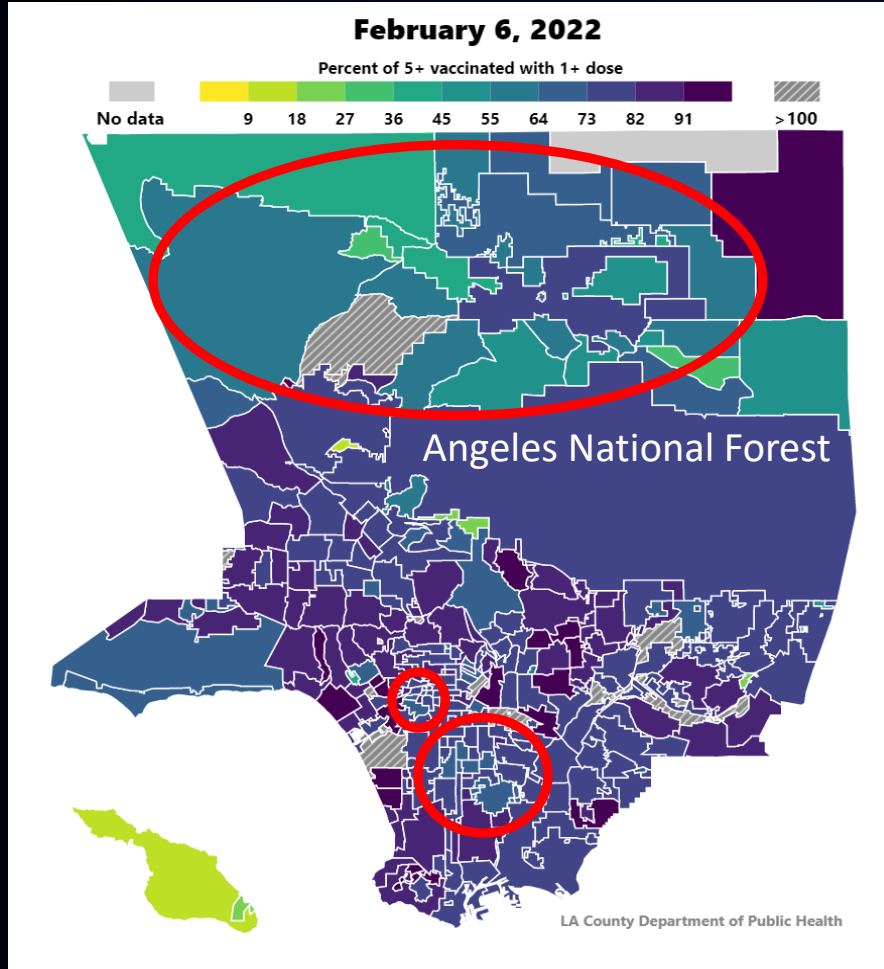 February 6, 2022
Percent of 5+ vaccinated with 1+ dose
No data 9 18 27 36 45 55 64 73 82 91 >100
Angeles National Forest
LA County Department of Public Health